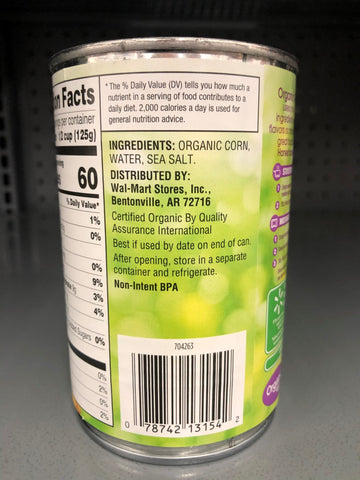 n Facts
ngs per container
1/2 cup (125g)
60
% Daily Value*
1%
0%
0%
9%
3%
4%
ed Sugars 0%
0%
2%
0%
2%
* The % Daily Value (DV) tells you how much a
nutrient in a serving of food contributes to a
daily diet. 2,000 calories a day is used for
general nutrition advice.
INGREDIENTS: ORGANIC CORN,
WATER, SEA SALT.
DISTRIBUTED BY:
Wal-Mart Stores, Inc.,
Bentonville, AR 72716
Certified Organic By Quality
Assurance International
Best if used by date on end of can.
After opening, store in a separate
container and refrigerate.
Non-Intent BPA
704263
0 78742 13154 2
Organic